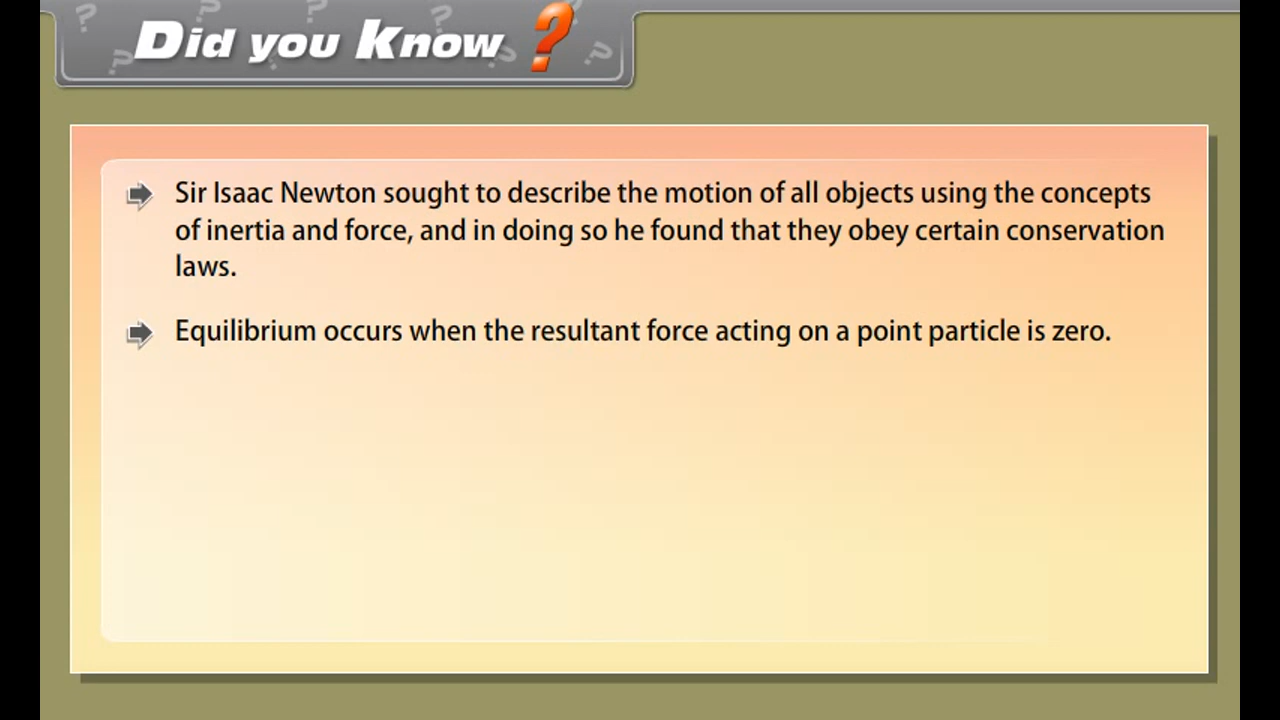 Did you Know ?
Sir Isaac Newton sought to describe the motion of all objects using the concepts
of inertia and force, and in doing so he found that they obey certain conservation
laws.
Equilibrium occurs when the resultant force acting on a point particle is zero.